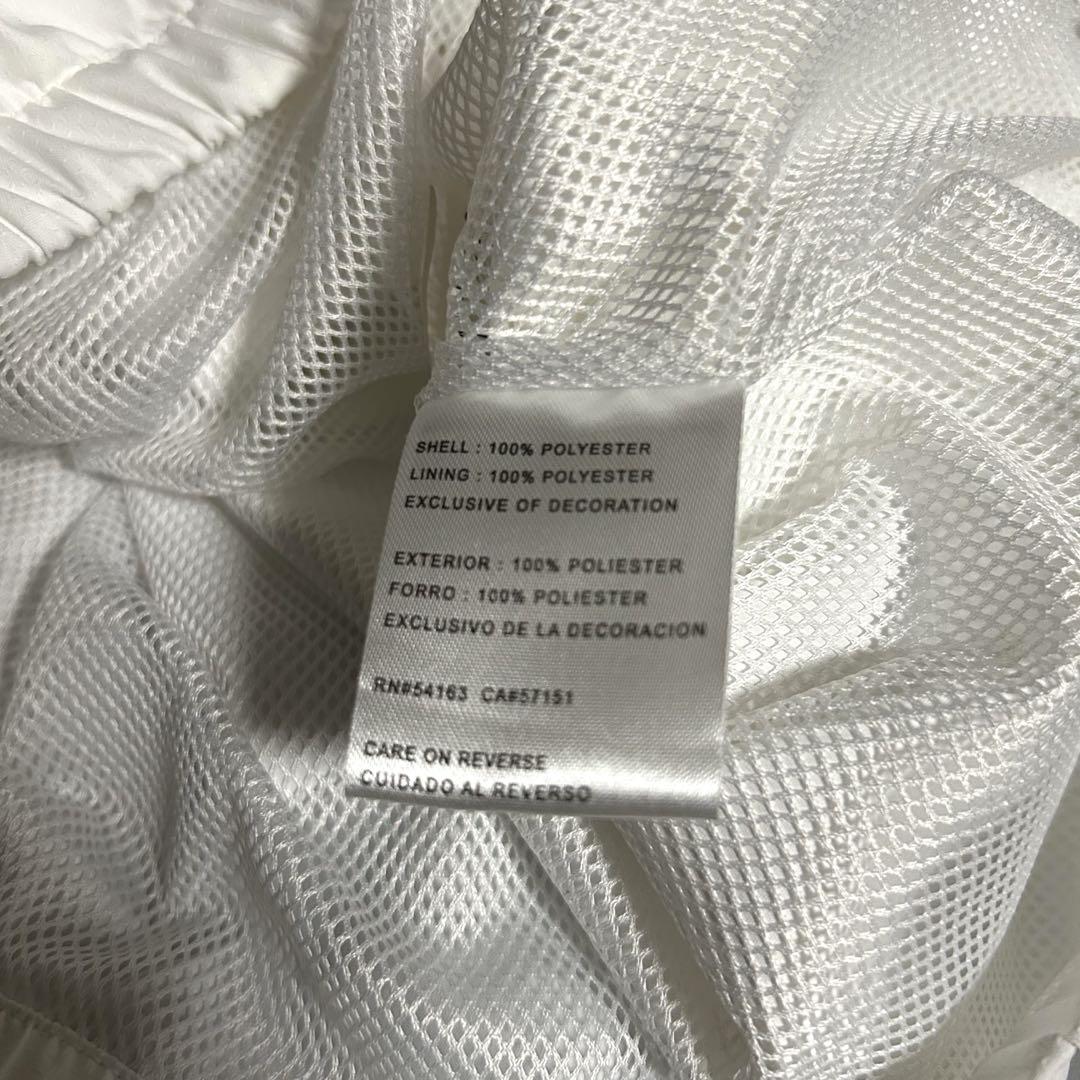 SHELL : 100% POLYESTER
LINING : 100% POLYESTER
EXCLUSIVE OF DECORATION
EXTERIOR : 100% POLIESTER
FORRO : 100% POLIESTER
EXCLUSIVO DE LA DECORACION
RN#54163 CA#57151
CARE ON REVERSE
CUIDADO AL REVERSO